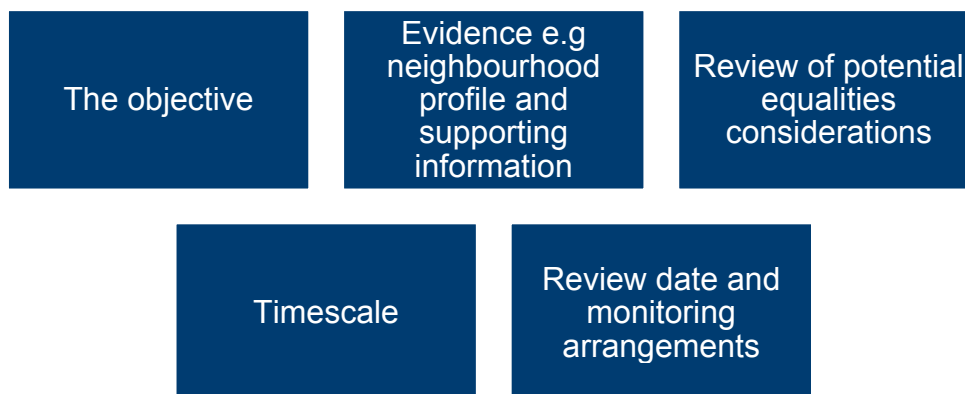 The objective
Evidence e.g
neighbourhood
profile and
supporting
information
Review of potential
equalities
considerations
Timescale
Review date and
monitoring
arrangements